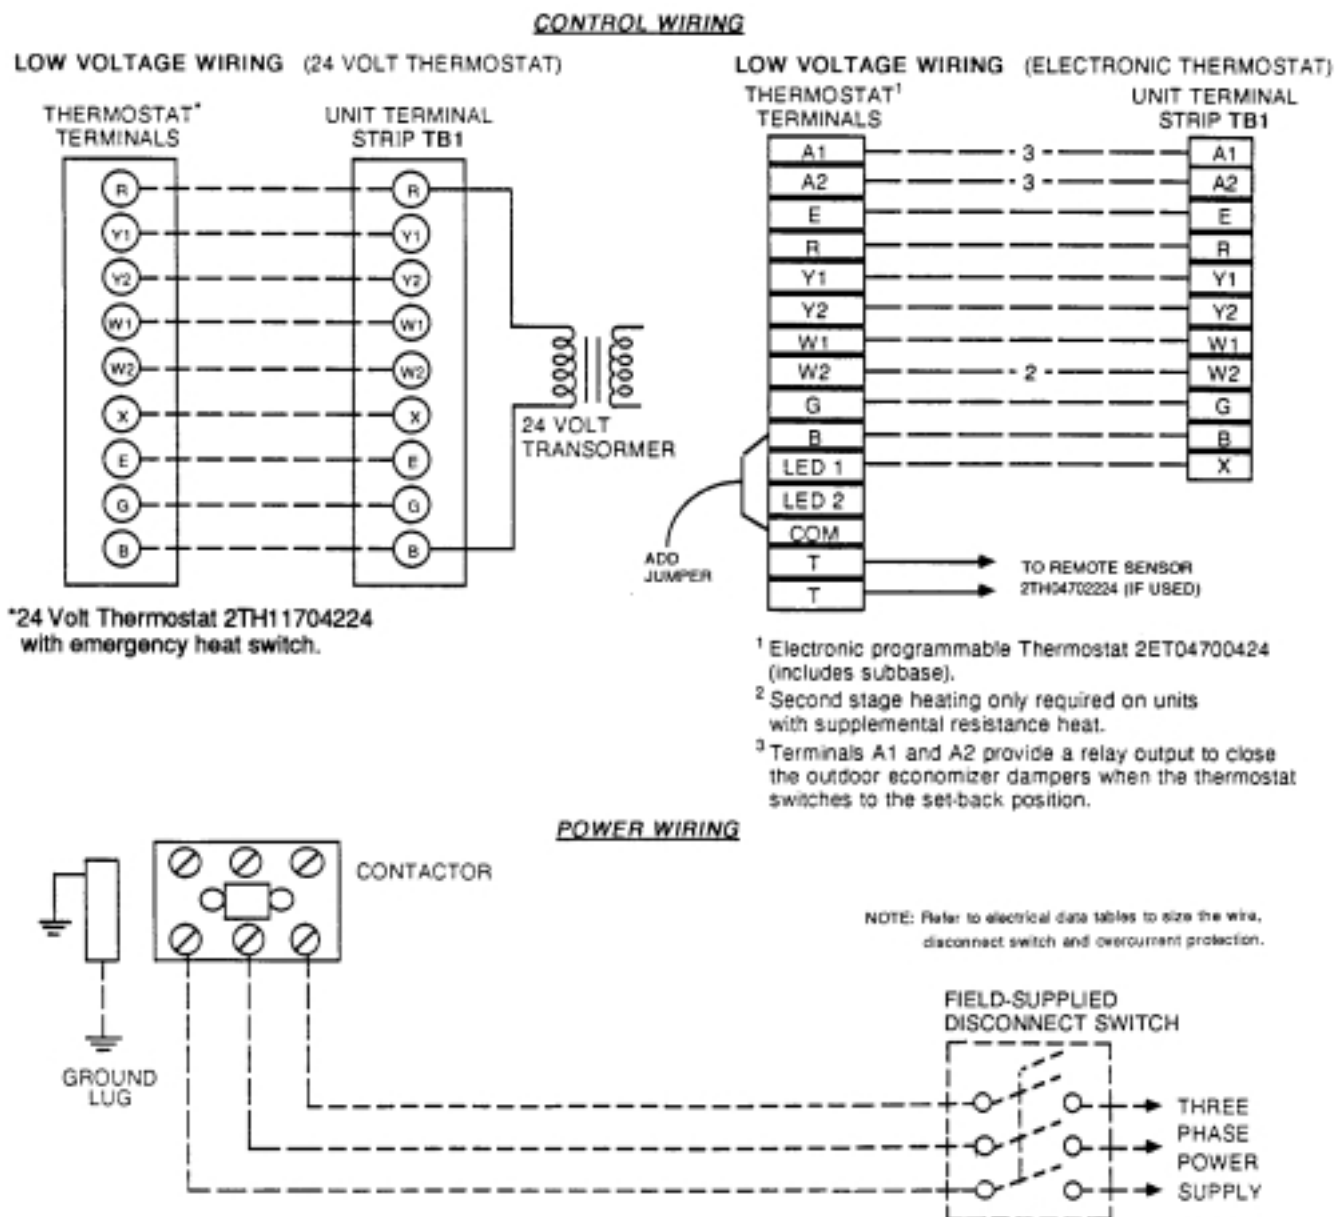 CONTROL WIRING
LOW VOLTAGE WIRING (24 VOLT THERMOSTAT)
THERMOSTAT*
TERMINALS
UNIT TERMINAL
STRIP TB1
R R
Y1 Y1
Y2 Y2
W1 W1
W2 W2
X X
E E
G G
B B
24 VOLT
TRANSORMER
*24 Volt Thermostat 2TH11704224
with emergency heat switch.
LOW VOLTAGE WIRING (ELECTRONIC THERMOSTAT)
THERMOSTAT1
TERMINALS
UNIT TERMINAL
STRIP TB1
A1 3 A1
A2 3 A2
E E
R R
Y1 Y1
Y2 Y2
W1 W1
W2 2 W2
G G
B B
LED 1 X
LED 2
COM
T
T
ADD
JUMPER
TO REMOTE SENSOR
2TH04702224 (IF USED)
1 Electronic programmable Thermostat 2ET04700424
(includes subbase).
2 Second stage heating only required on units
with supplemental resistance heat.
3 Terminals A1 and A2 provide a relay output to close
the outdoor economizer dampers when the thermostat
switches to the set-back position.
POWER WIRING
CONTACTOR
GROUND
LUG
NOTE: Refer to electrical data tables to size the wire,
disconnect switch and overcurrent protection.
FIELD-SUPPLIED
DISCONNECT SWITCH
THREE
PHASE
POWER
SUPPLY